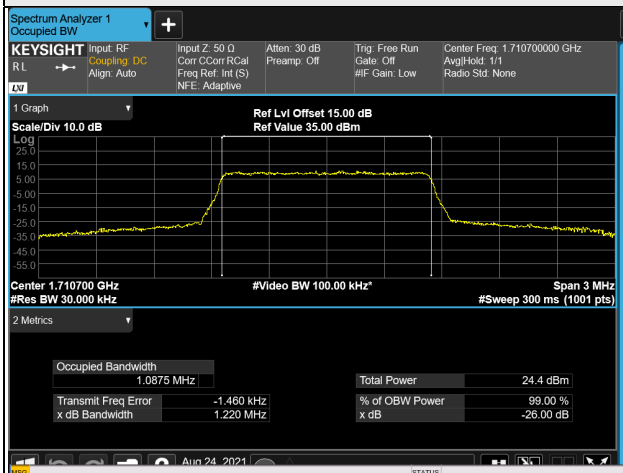 Spectrum Analyzer 1
Occupied BW
+
KEYSIGHT Input: RF Input Z: 50 Ω Atten: 30 dB Trig: Free Run Center Freq: 1.710700000 GHz
R L Coupling: DC Corr CCorr RCal Preamp: Off Gate: Off Avg|Hold: 1/1
Align: Auto Freq Ref: Int (S) #IF Gain: Low Radio Std: None
LXI NFE: Adaptive
1 Graph
Ref Lvl Offset 15.00 dB
Scale/Div 10.0 dB Ref Value 35.00 dBm
Log
25.0
15.0
5.00
-5.00
-15.0
-25.0
-35.0
-45.0
-55.0
Center 1.710700 GHz #Video BW 100.00 kHz* Span 3 MHz
#Res BW 30.000 kHz #Sweep 300 ms (1001 pts)
2 Metrics
Occupied Bandwidth
1.0875 MHz Total Power 24.4 dBm
Transmit Freq Error -1.460 kHz % of OBW Power 99.00 %
x dB Bandwidth 1.220 MHz x dB -26.00 dB
Aug 24, 2021
MSG STATUS